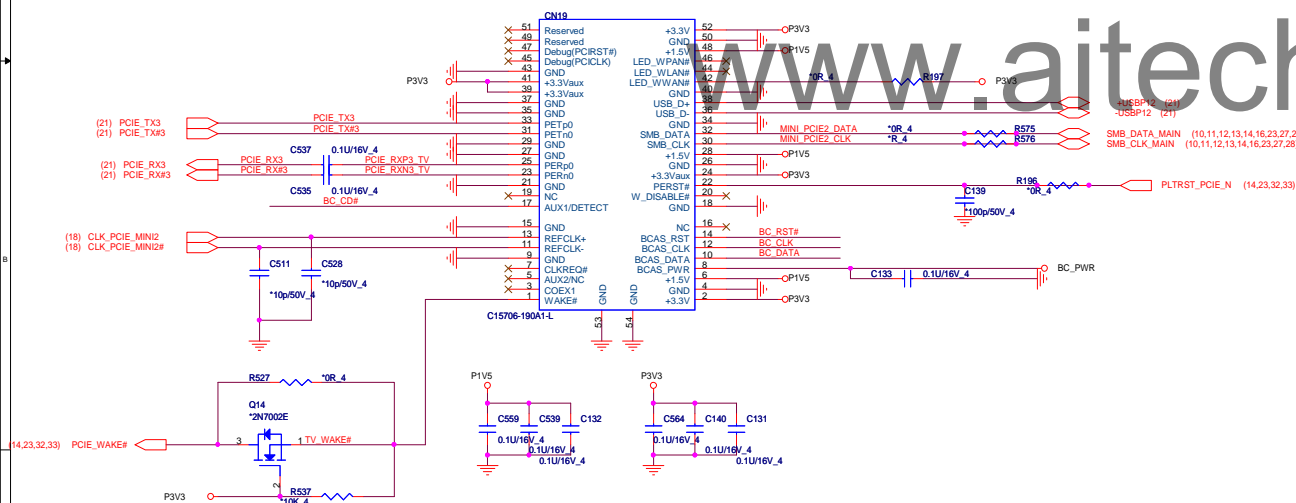 CN19
www.aitech
51 Reserved
49 Reserved
47 Debug(PCIRST#)
45 Debug(PCICLK)
43 GND
P3V3 41 +3.3Vaux
39 +3.3Vaux
37 GND
35 GND
(21) PCIE_TX3 PCIE_TX3 33 PETp0
(21) PCIE_TX#3 PCIE_TX#3 31 PETn0
29 GND
C537 0.1U/16V_4 27 GND
(21) PCIE_RX3 PCIE_RX3 PCIE_RXP3_TV 25 PERp0
(21) PCIE_RX#3 PCIE_RX#3 PCIE_RXN3_TV 23 PERn0
C535 0.1U/16V_4 21 GND
19 NC
BC_CD# 17 AUX1/DETECT
15 GND
(18) CLK_PCIE_MINI2 13 REFCLK+
(18) CLK_PCIE_MINI2# 11 REFCLK-
9 GND
7 CLKREQ#
5 AUX2/NC
3 COEX1
1 WAKE#
C511 *10p/50V_4
C528 *10p/50V_4
+3.3V 52 P3V3
GND 50
+1.5V 48 P1V5
LED_WPAN# 46
LED_WLAN# 44
LED_WWAN# 42 *0R_4 R197 P3V3
GND 40
USB_D+ 38 +USBP12 (21)
USB_D- 36 -USBP12 (21)
GND 34
SMB_DATA 32 MINI_PCIE2_DATA *0R_4 R575 SMB_DATA_MAIN (10,11,12,13,14,16,23,27,2
SMB_CLK 30 MINI_PCIE2_CLK *0R_4 R576 SMB_CLK_MAIN (10,11,12,13,14,16,23,27,28
+1.5V 28 P1V5
GND 26
+3.3Vaux 24 P3V3
PERST# 22 R196 *0R_4 PLTRST_PCIE_N (14,23,32,33)
W_DISABLE# 20 C139 *100p/50V_4
GND 18
NC 16
BCAS_RST 14 BC_RST#
BCAS_CLK 12 BC_CLK
BCAS_DATA 10 BC_DATA
BCAS_PWR 8 BC_PWR
+1.5V 6 P1V5
C133 0.1U/16V_4
GND 4
+3.3V 2 P3V3
GND GND
53 54
C15706-190A1-L
B
R527 *0R_4
Q14
*2N7002E
(14,23,32,33) PCIE_WAKE# 3 1 TV_WAKE#
2
P3V3 R537
*10K_4
P1V5
C559 C539 C132
0.1U/16V_4
0.1U/16V_4
0.1U/16V_4
P3V3
C564 C140 C131
0.1U/16V_4
0.1U/16V_4
0.1U/16V_4